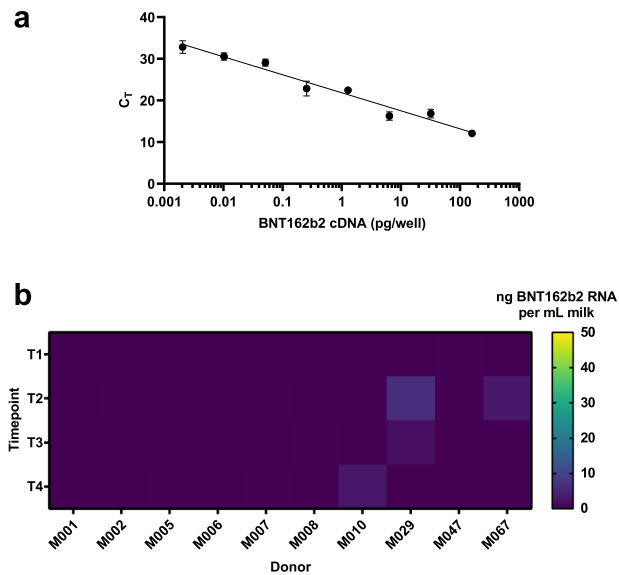 a
40
30
20
10
0
C_T
0.001 0.01 0.1 1 10 100 1000
BNT162b2 cDNA (pg/well)
b
ng BNT162b2 RNA
per mL milk
T1
T2
T3
T4
Timepoint
50
40
30
20
10
0
M001 M002 M005 M006 M007 M008 M010 M029 M047 M067
Donor